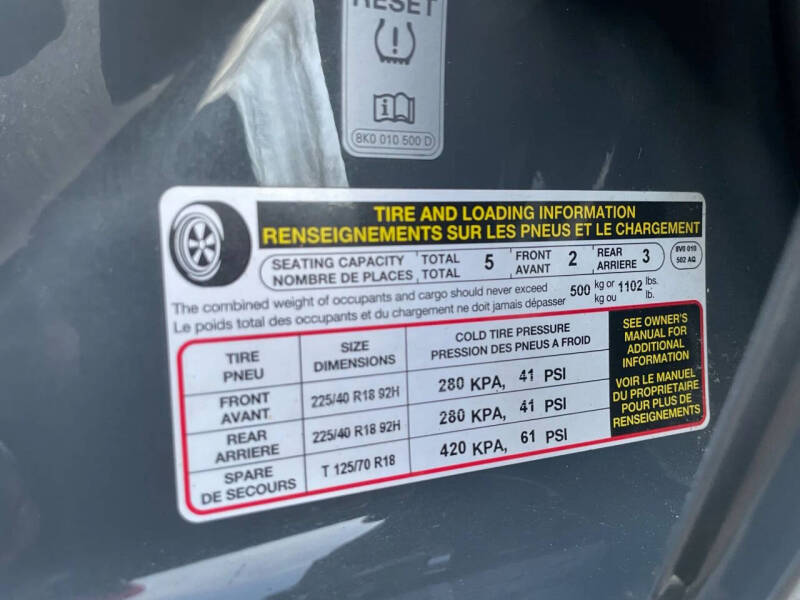 RESET
8K0 010 500 D
TIRE AND LOADING INFORMATION
RENSEIGNEMENTS SUR LES PNEUS ET LE CHARGEMENT
SEATING CAPACITY TOTAL 5 FRONT 2 REAR 3
NOMBRE DE PLACES TOTAL AVANT ARRIERE
8V0 010
502 AQ
The combined weight of occupants and cargo should never exceed 500 kg or 1102 lbs.
Le poids total des occupants et du chargement ne doit jamais dépasser kg ou lb.
TIRE
PNEU
SIZE
DIMENSIONS
COLD TIRE PRESSURE
PRESSION DES PNEUS A FROID
SEE OWNER'S
MANUAL FOR
ADDITIONAL
INFORMATION
VOIR LE MANUEL
DU PROPRIETAIRE
POUR PLUS DE
RENSEIGNEMENTS
FRONT
AVANT
225/40 R18 92H
280 KPA, 41 PSI
REAR
ARRIERE
225/40 R18 92H
280 KPA, 41 PSI
SPARE
DE SECOURS
T 125/70 R18
420 KPA, 61 PSI